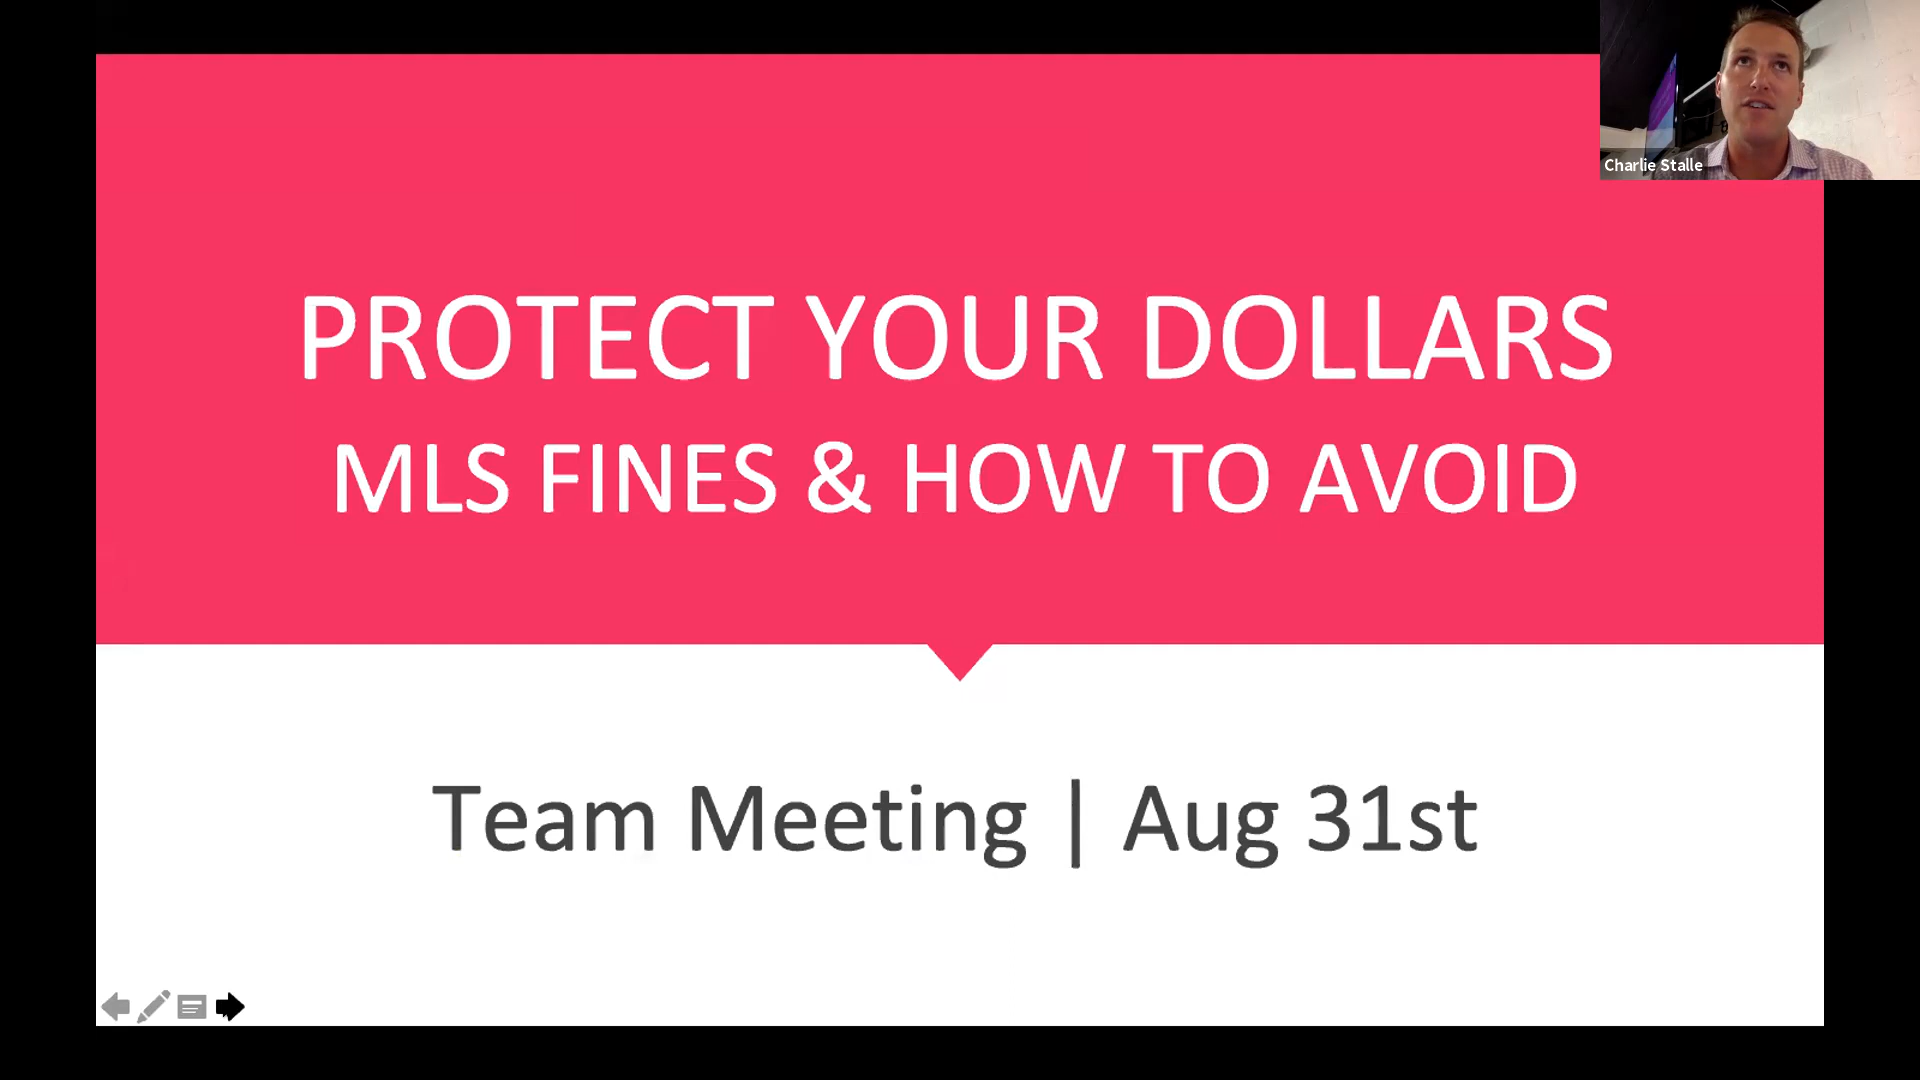 Charlie Stalle
PROTECT YOUR DOLLARS
MLS FINES & HOW TO AVOID
Team Meeting | Aug 31st